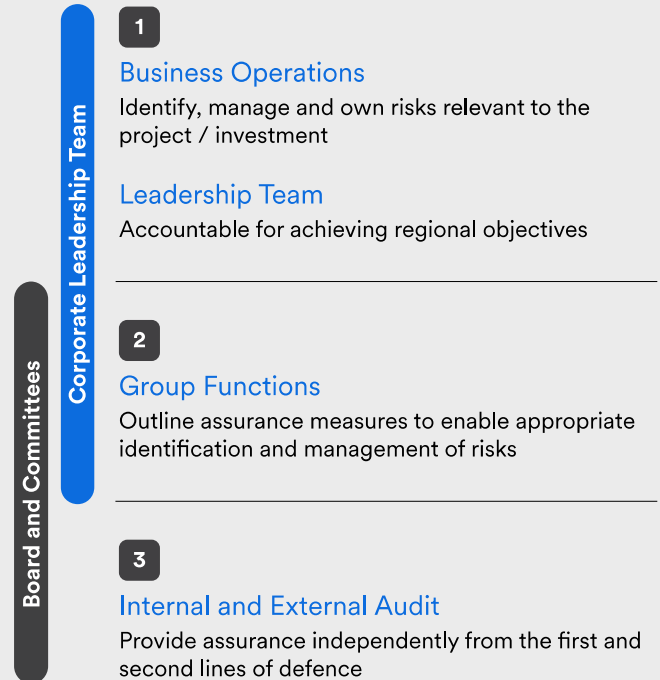 Board and Committees
Corporate Leadership Team
1
Business Operations
Identify, manage and own risks relevant to the
project / investment
Leadership Team
Accountable for achieving regional objectives
2
Group Functions
Outline assurance measures to enable appropriate
identification and management of risks
3
Internal and External Audit
Provide assurance independently from the first and
second lines of defence